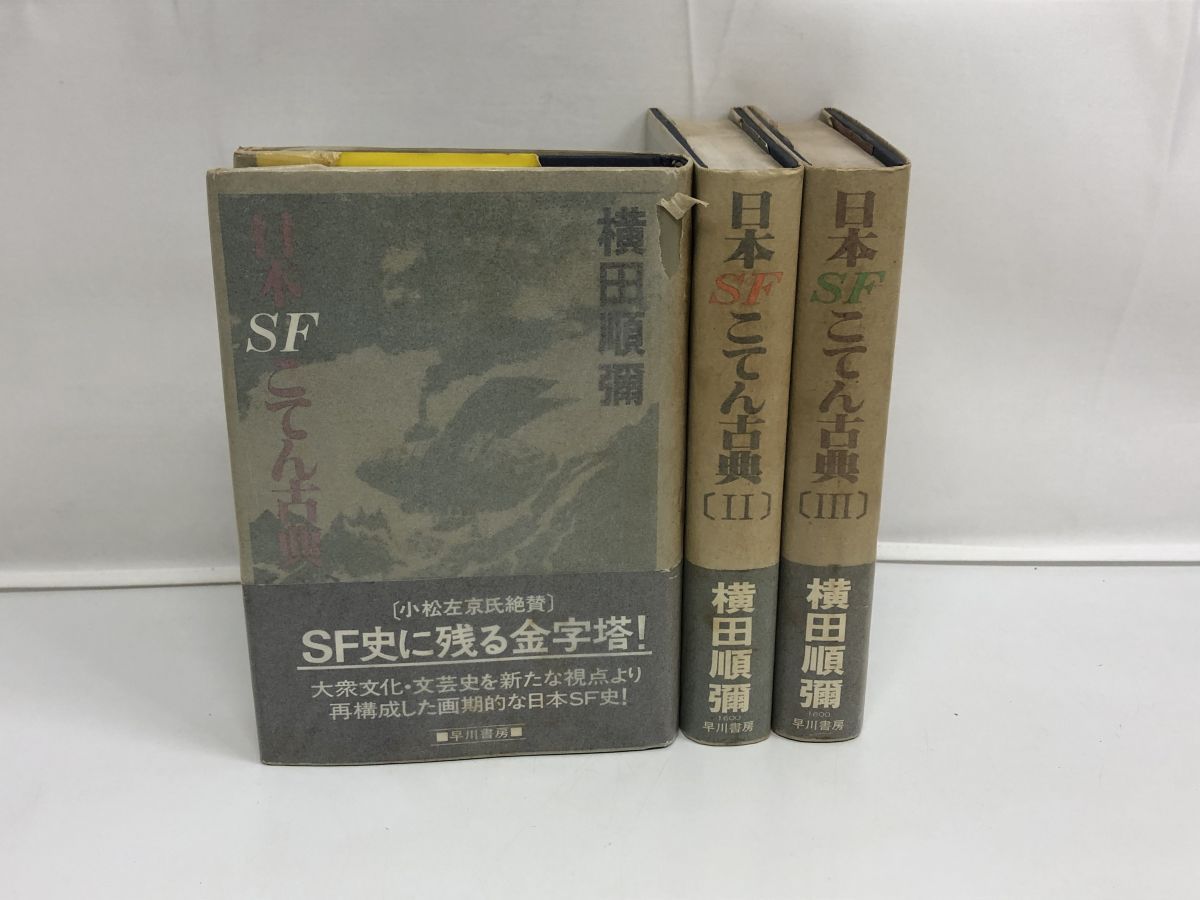 日本SFこてん古典
横田順彌
〔小松左京氏絶賛〕
SF史に残る金字塔!
大衆文化・文芸史を新たな視点より
再構成した画期的な日本SF史!
■早川書房■
日本SFこてん古典〔II〕
横田順彌
1600
早川書房
日本SFこてん古典〔III〕
横田順彌
1600
早川書房